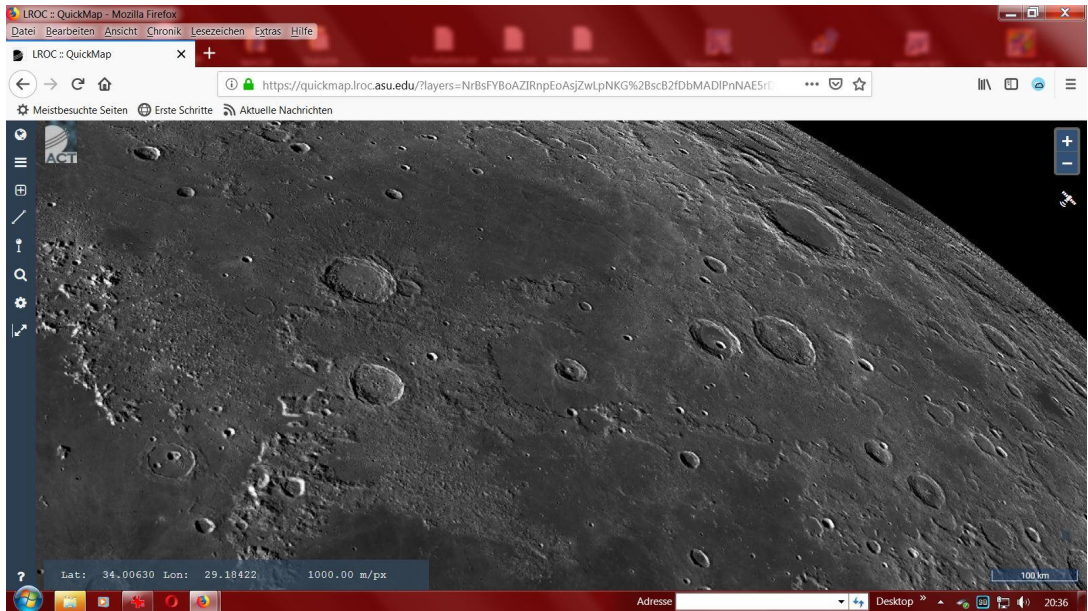 LROC :: QuickMap - Mozilla Firefox
Datei Bearbeiten Ansicht Chronik Lesezeichen Extras Hilfe
LROC :: QuickMap
https://quickmap.lroc.asu.edu/?layers=NrBsFYBoAZIRnpEoAsjZwLpNKG%2BscB2fDbMADIPnNAE5r
Meistbesuchte Seiten Erste Schritte Aktuelle Nachrichten
ACT
Lat: 34.00630 Lon: 29.18422 1000.00 m/px
100 km
Adresse Desktop » 20:36